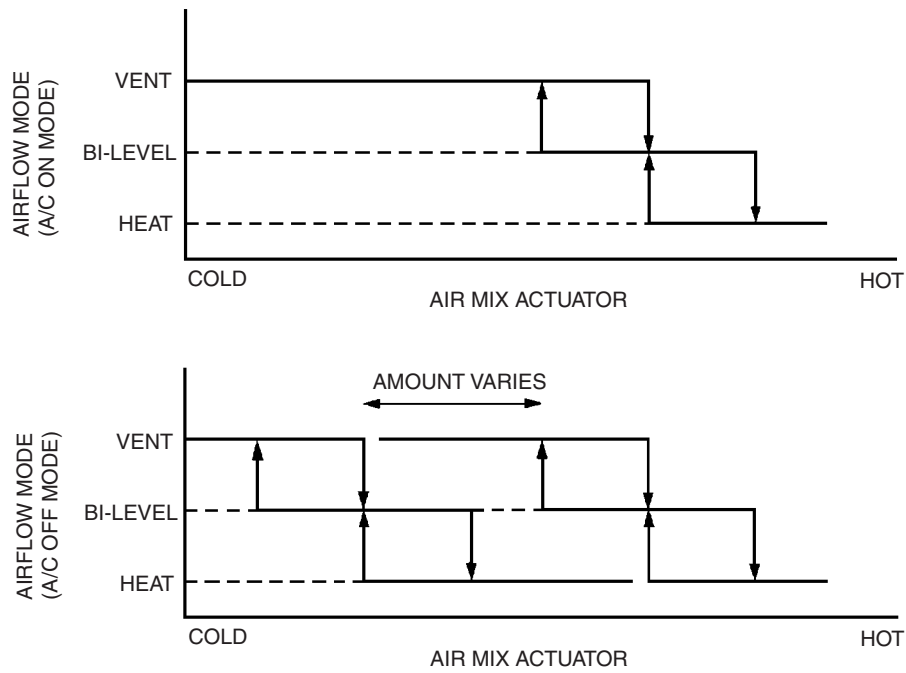 AIRFLOW MODE
(A/C ON MODE)
VENT
BI-LEVEL
HEAT
COLD
HOT
AIR MIX ACTUATOR
AMOUNT VARIES
AIRFLOW MODE
(A/C OFF MODE)
VENT
BI-LEVEL
HEAT
COLD
HOT
AIR MIX ACTUATOR